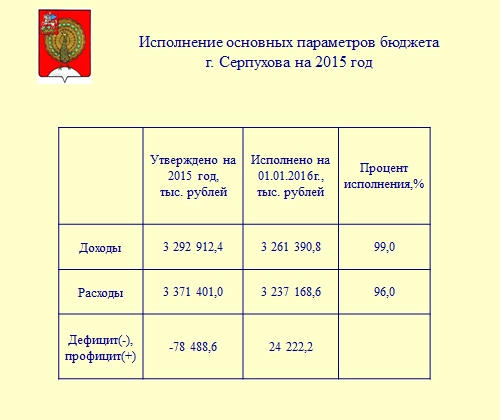 Исполнение основных параметров бюджета
г. Серпухова на 2015 год
Утверждено на
2015 год,
тыс. рублей
Исполнено на
01.01.2016г.,
тыс. рублей
Процент
исполнения,%
Доходы
3 292 912,4
3 261 390,8
99,0
Расходы
3 371 401,0
3 237 168,6
96,0
Дефицит(-),
профицит(+)
-78 488,6
24 222,2